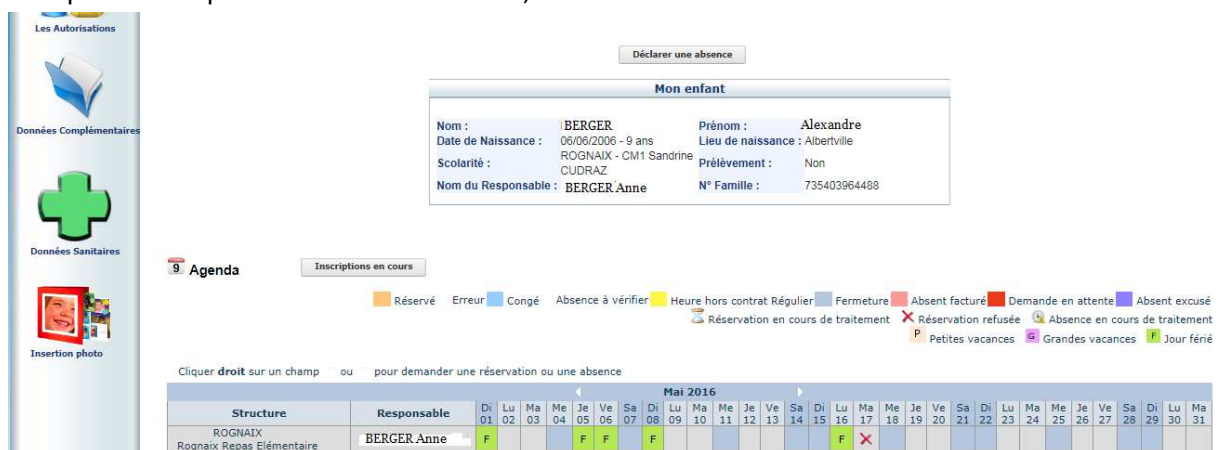 Les Autorisations
Déclarer une absence
Mon enfant
Données Complémentaires
Nom : BERGER Prénom : Alexandre
Date de Naissance : 06/06/2006 - 9 ans Lieu de naissance : Albertville
Scolarité : ROGNAIX - CM1 Sandrine CUDRAZ Prélèvement : Non
Nom du Responsable : BERGER Anne N° Famille : 735403964488
Données Sanitaires
9 Agenda Inscriptions en cours
Réservé Erreur Congé Absence à vérifier Heure hors contrat Régulier Fermeture Absent facturé Demande en attente Absent excusé
Réservation en cours de traitement Réservation refusée Absence en cours de traitement
P Petites vacances G Grandes vacances F Jour férié
Insertion photo
Cliquer droit sur un champ ou pour demander une réservation ou une absence
Mai 2016
Structure Responsable Di Lu Ma Me Je Ve Sa Di Lu Ma Me Je Ve Sa Di Lu Ma Me Je Ve Sa Di Lu Ma Me Je Ve Sa Di Lu Ma
01 02 03 04 05 06 07 08 09 10 11 12 13 14 15 16 17 18 19 20 21 22 23 24 25 26 27 28 29 30 31
ROGNAIX
Rognaix Repas Elémentaire BERGER Anne F F F F F